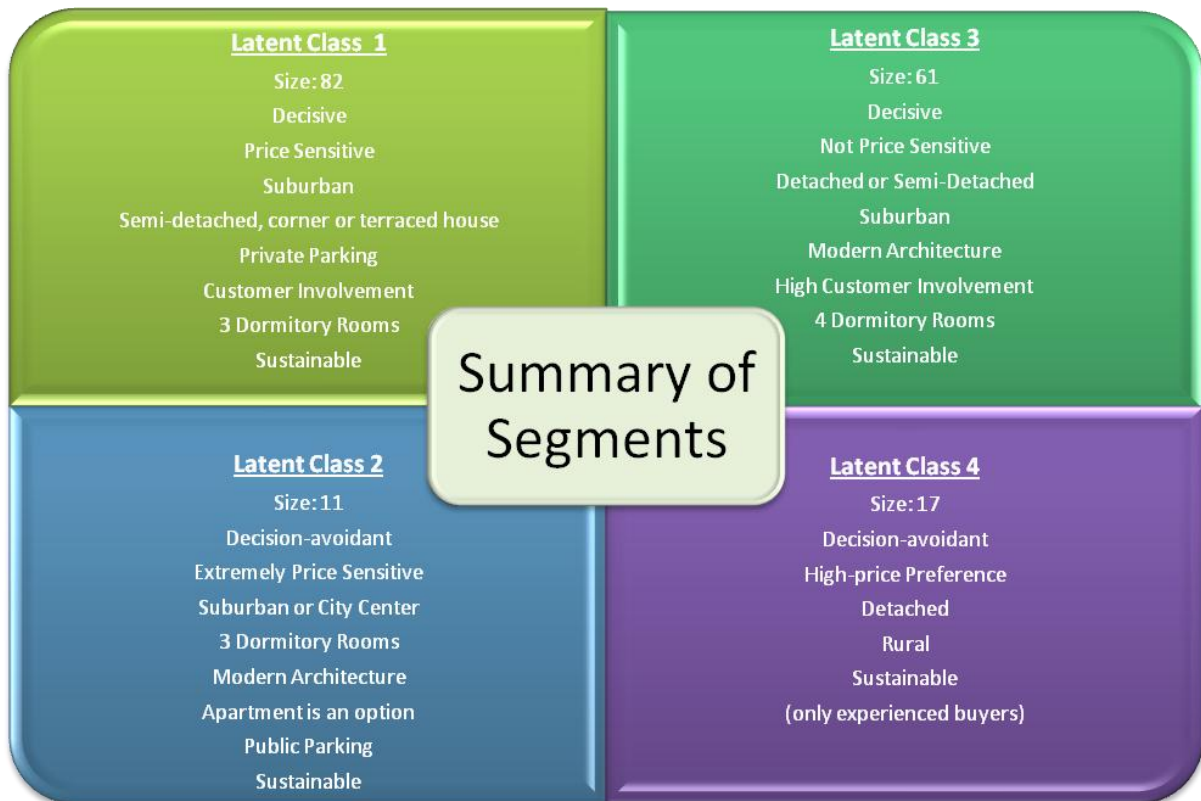 Latent Class 1
Size: 82
Decisive
Price Sensitive
Suburban
Semi-detached, corner or terraced house
Private Parking
Customer Involvement
3 Dormitory Rooms
Sustainable
Latent Class 3
Size: 61
Decisive
Not Price Sensitive
Detached or Semi-Detached
Suburban
Modern Architecture
High Customer Involvement
4 Dormitory Rooms
Sustainable
Summary of
Segments
Latent Class 2
Size: 11
Decision-avoidant
Extremely Price Sensitive
Suburban or City Center
3 Dormitory Rooms
Modern Architecture
Apartment is an option
Public Parking
Sustainable
Latent Class 4
Size: 17
Decision-avoidant
High-price Preference
Detached
Rural
Sustainable
(only experienced buyers)